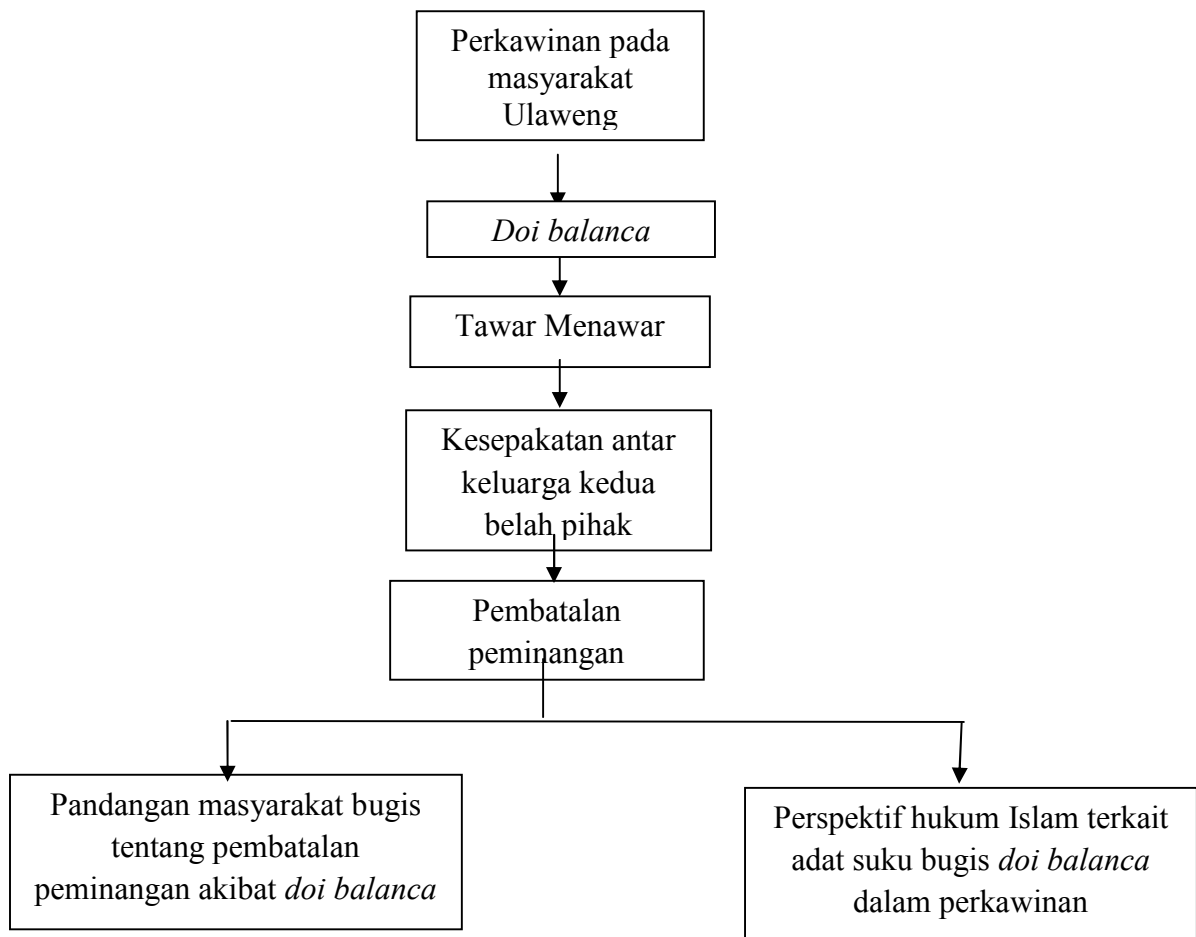 Perkawinan pada
masyarakat
Ulaweng
Doi balanca
Tawar Menawar
Kesepakatan antar
keluarga kedua
belah pihak
Pembatalan
peminangan
Pandangan masyarakat bugis
tentang pembatalan
peminangan akibat doi balanca
Perspektif hukum Islam terkait
adat suku bugis doi balanca
dalam perkawinan